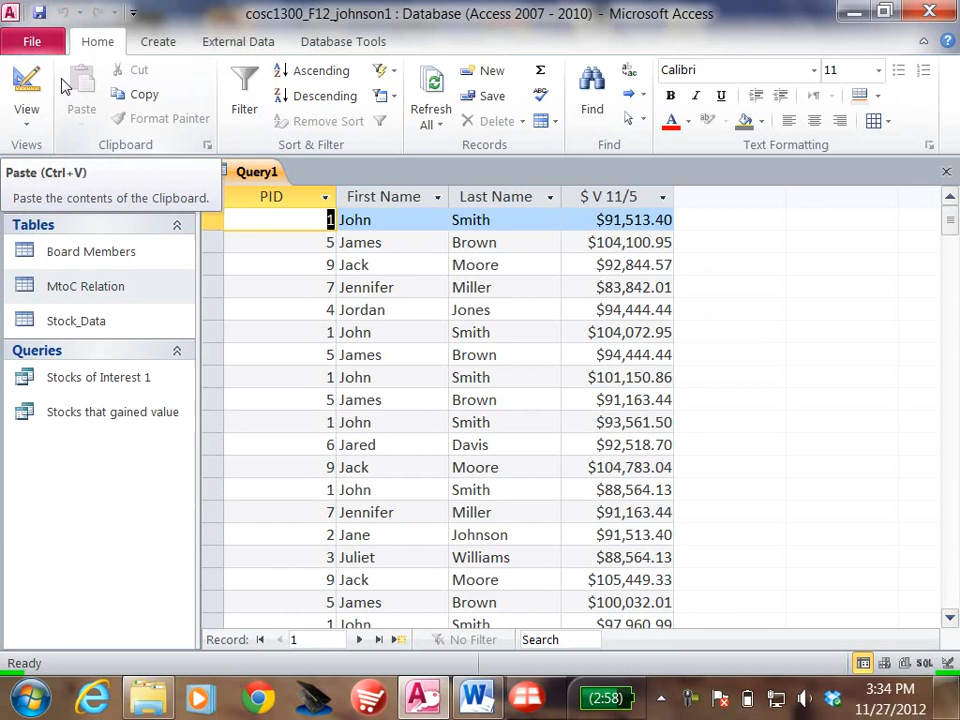 cosc1300_F12_johnson1 : Database (Access 2007 - 2010) - Microsoft Access
File Home Create External Data Database Tools
View Paste Cut Copy Format Painter Filter Ascending Descending Remove Sort Refresh All New Save Delete Find Calibri 11
Views Clipboard Sort & Filter Records Find Text Formatting
Paste (Ctrl+V)
Paste the contents of the Clipboard.
Query1
PID First Name Last Name $ V 11/5
Tables
Board Members
MtoC Relation
Stock_Data
Queries
Stocks of Interest 1
Stocks that gained value
1 John Smith $91,513.40
5 James Brown $104,100.95
9 Jack Moore $92,844.57
7 Jennifer Miller $83,842.01
4 Jordan Jones $94,444.44
1 John Smith $104,072.95
5 James Brown $94,444.44
1 John Smith $101,150.86
5 James Brown $91,163.44
1 John Smith $93,561.50
6 Jared Davis $92,518.70
9 Jack Moore $104,783.04
1 John Smith $88,564.13
7 Jennifer Miller $91,163.44
2 Jane Johnson $91,513.40
3 Juliet Williams $88,564.13
9 Jack Moore $105,449.33
5 James Brown $100,032.01
1 John Smith $97,960.99
Record: 1 No Filter Search
Ready SQL
(2:58) 3:34 PM
11/27/2012